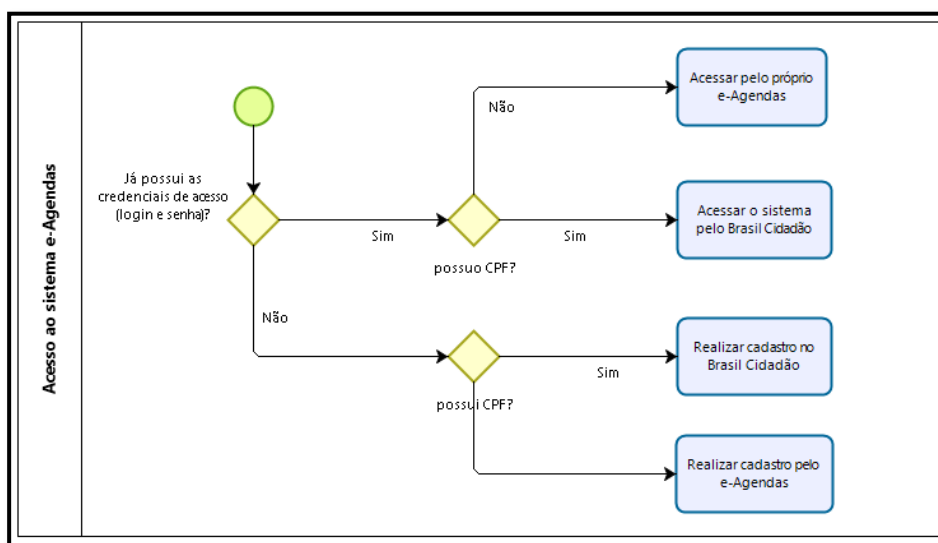 Acesso ao sistema e-Agendas
Já possui as
credenciais de acesso
(login e senha)?
Sim
possuo CPF?
Não
Acessar pelo próprio
e-Agendas
Sim
Acessar o sistema
pelo Brasil Cidadão
Não
possui CPF?
Sim
Realizar cadastro no
Brasil Cidadão
Realizar cadastro pelo
e-Agendas